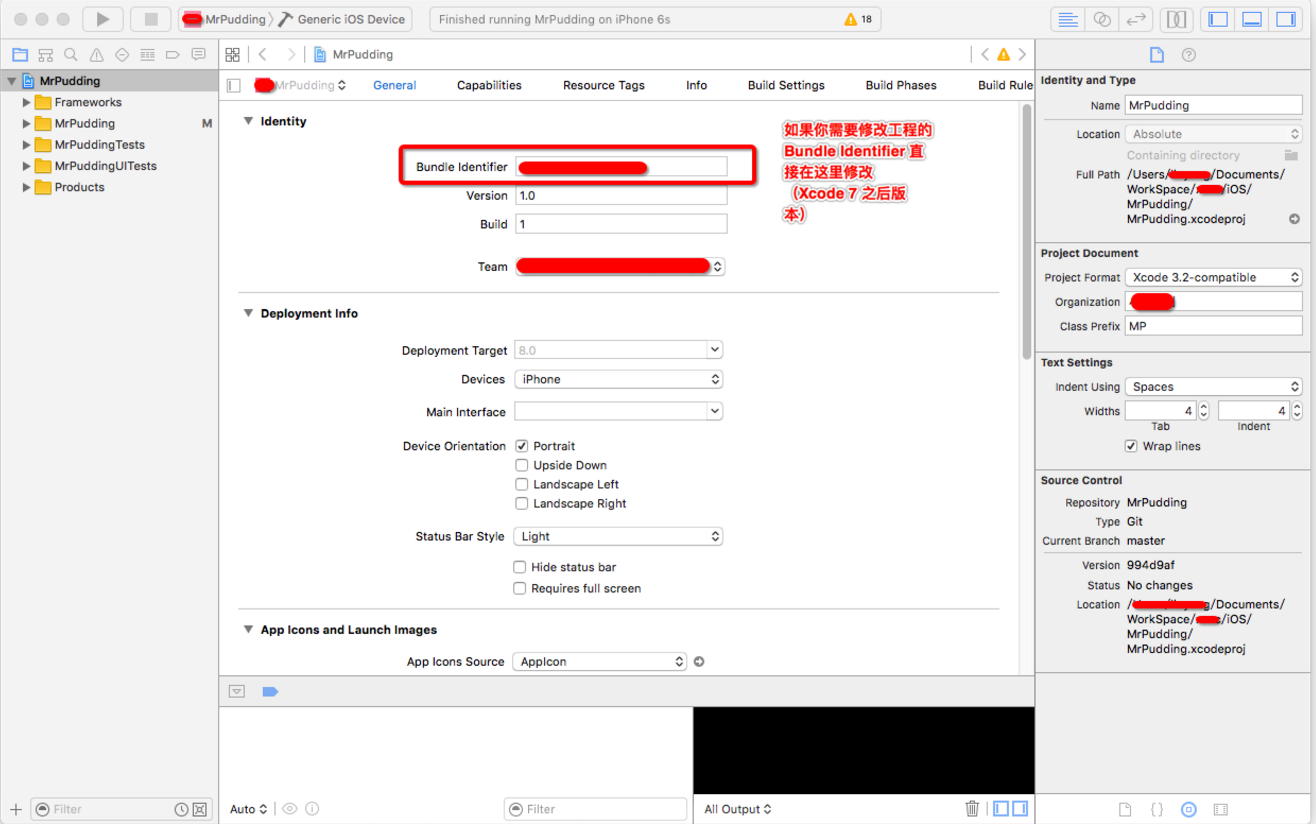 MrPudding Generic iOS Device
Finished running MrPudding on iPhone 6s
18
MrPudding
MrPudding
Frameworks
MrPudding M
MrPuddingTests
MrPuddingUITests
Products
MrPudding
General Capabilities Resource Tags Info Build Settings Build Phases Build Rule
Identity
Bundle Identifier
Version 1.0
Build 1
Team
如果你需要修改工程的
Bundle Identifier 直
接在这里修改
（Xcode 7 之后版
本）
Deployment Info
Deployment Target 8.0
Devices iPhone
Main Interface
Device Orientation Portrait
Upside Down
Landscape Left
Landscape Right
Status Bar Style Light
Hide status bar
Requires full screen
App Icons and Launch Images
App Icons Source AppIcon
Identity and Type
Name MrPudding
Location Absolute
Containing directory
Full Path /Users/ /Documents/
WorkSpace/ /iOS/
MrPudding/
MrPudding.xcodeproj
Project Document
Project Format Xcode 3.2-compatible
Organization
Class Prefix MP
Text Settings
Indent Using Spaces
Widths 4 4
Tab Indent
Wrap lines
Source Control
Repository MrPudding
Type Git
Current Branch master
Version 994d9af
Status No changes
Location / /Documents/
WorkSpace/ /iOS/
MrPudding/
MrPudding.xcodeproj
Filter
Auto
Filter
All Output